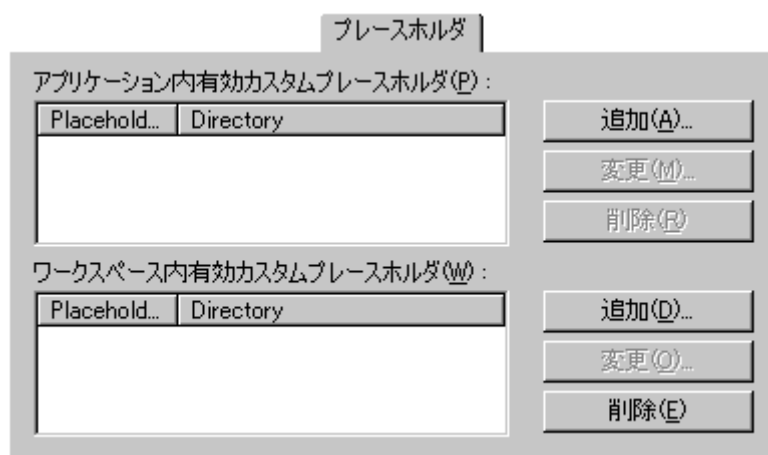 プレースホルダ
アプリケーション内有効カスタムプレースホルダ(P) :
Placehold... Directory
追加(A)...
変更(M)...
削除(R)
ワークスペース内有効カスタムプレースホルダ(W) :
Placehold... Directory
追加(D)...
変更(O)...
削除(E)